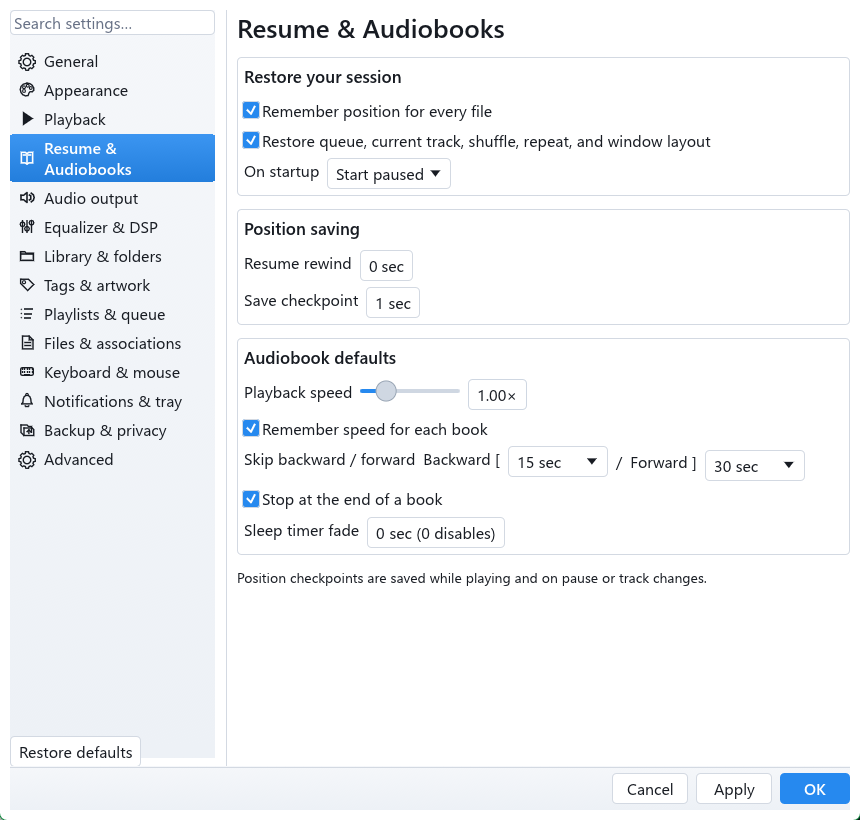 Search settings...
General
Appearance
Playback
Resume &
Audiobooks
Audio output
Equalizer & DSP
Library & folders
Tags & artwork
Playlists & queue
Files & associations
Keyboard & mouse
Notifications & tray
Backup & privacy
Advanced
Restore defaults
Resume & Audiobooks
Restore your session
Remember position for every file
Restore queue, current track, shuffle, repeat, and window layout
On startup Start paused
Position saving
Resume rewind 0 sec
Save checkpoint 1 sec
Audiobook defaults
Playback speed 1.00×
Remember speed for each book
Skip backward / forward Backward [ 15 sec / Forward ] 30 sec
Stop at the end of a book
Sleep timer fade 0 sec (0 disables)
Position checkpoints are saved while playing and on pause or track changes.
Cancel Apply OK